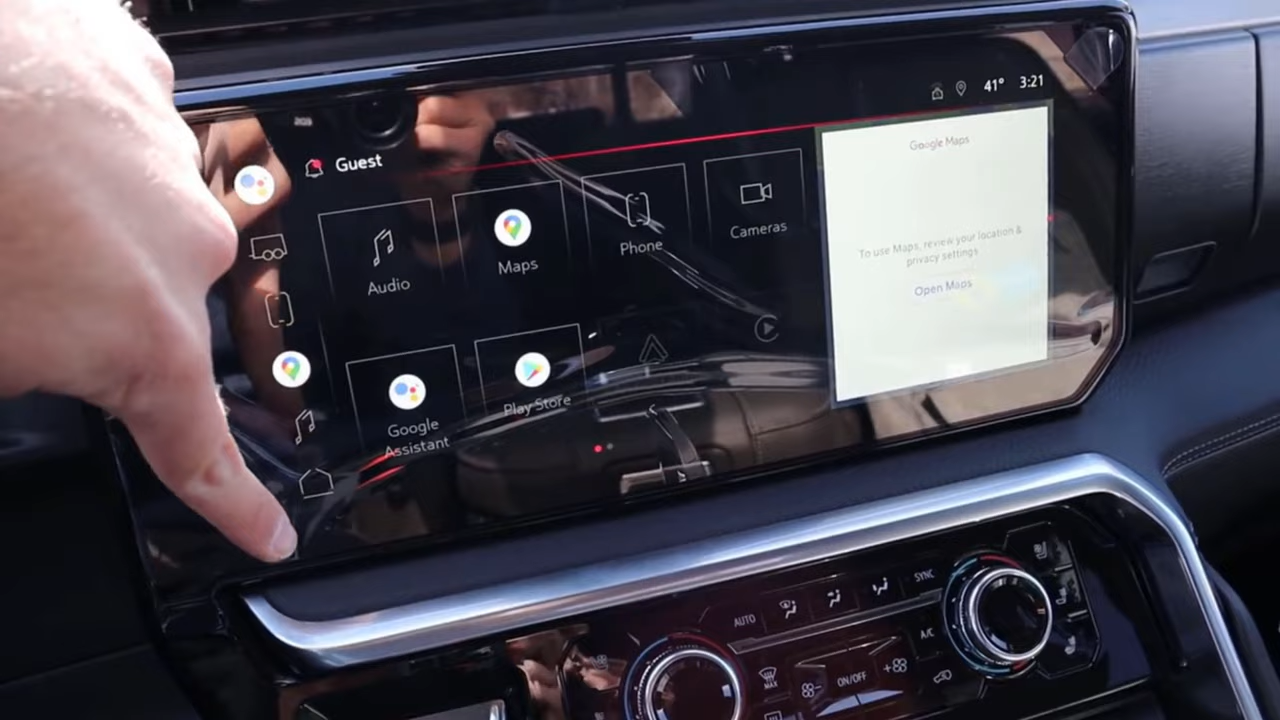 41° 3:21
Guest
Google Maps
Audio
Maps
Phone
Cameras
To use Maps, review your location &
privacy settings
Open Maps
Google
Assistant
Play Store
AUTO
SYNC
A/C
MAX
ON/OFF